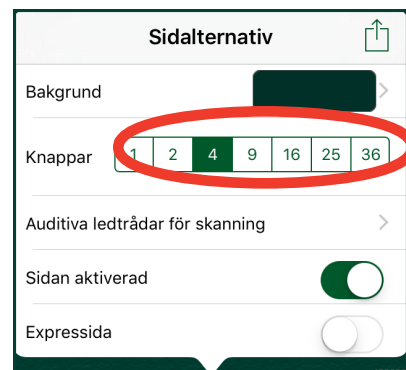 Sidalternativ
Bakgrund
Knappar 1 2 4 9 16 25 36
Auditiva ledtrådar för skanning
Sidan aktiverad
Expressida